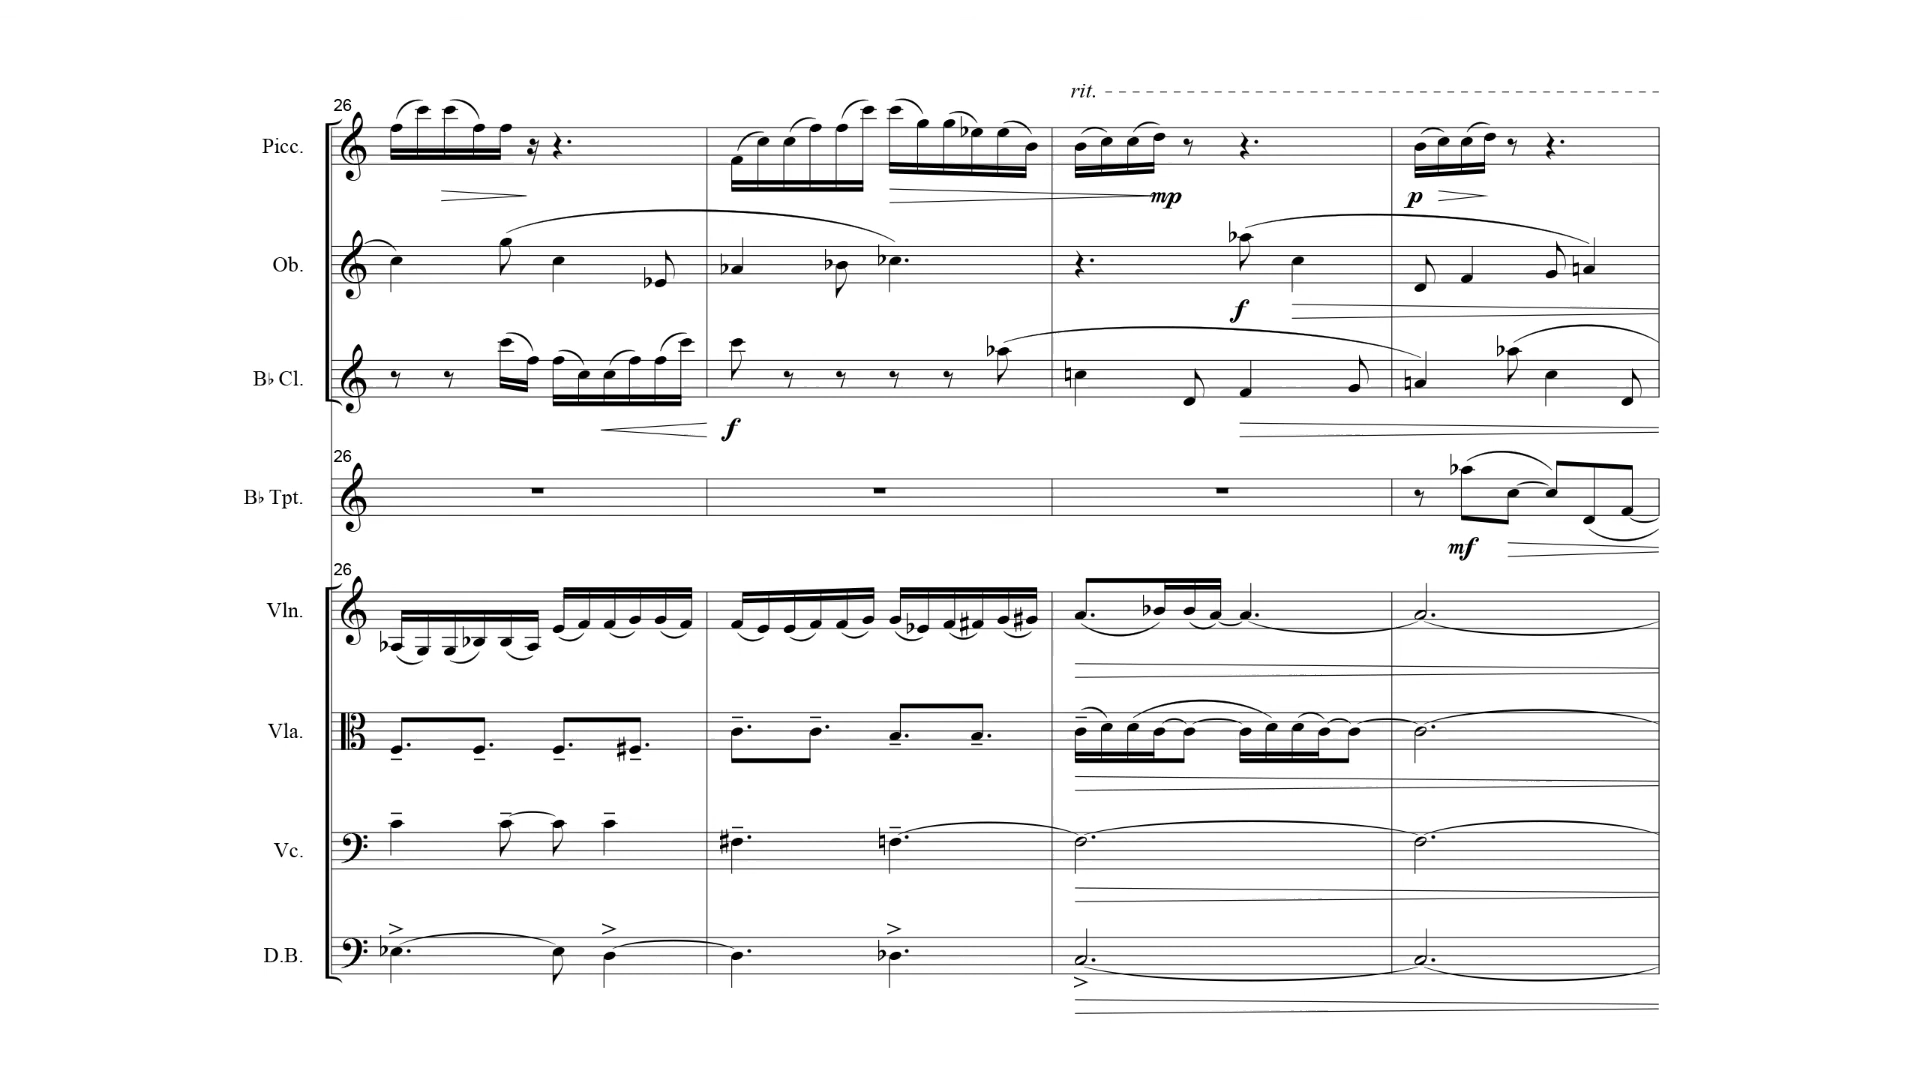 rit.
26
Picc.
mp
p
Ob.
f
B♭ Cl.
f
26
B♭ Tpt.
mf
26
Vln.
Vla.
Vc.
D.B.